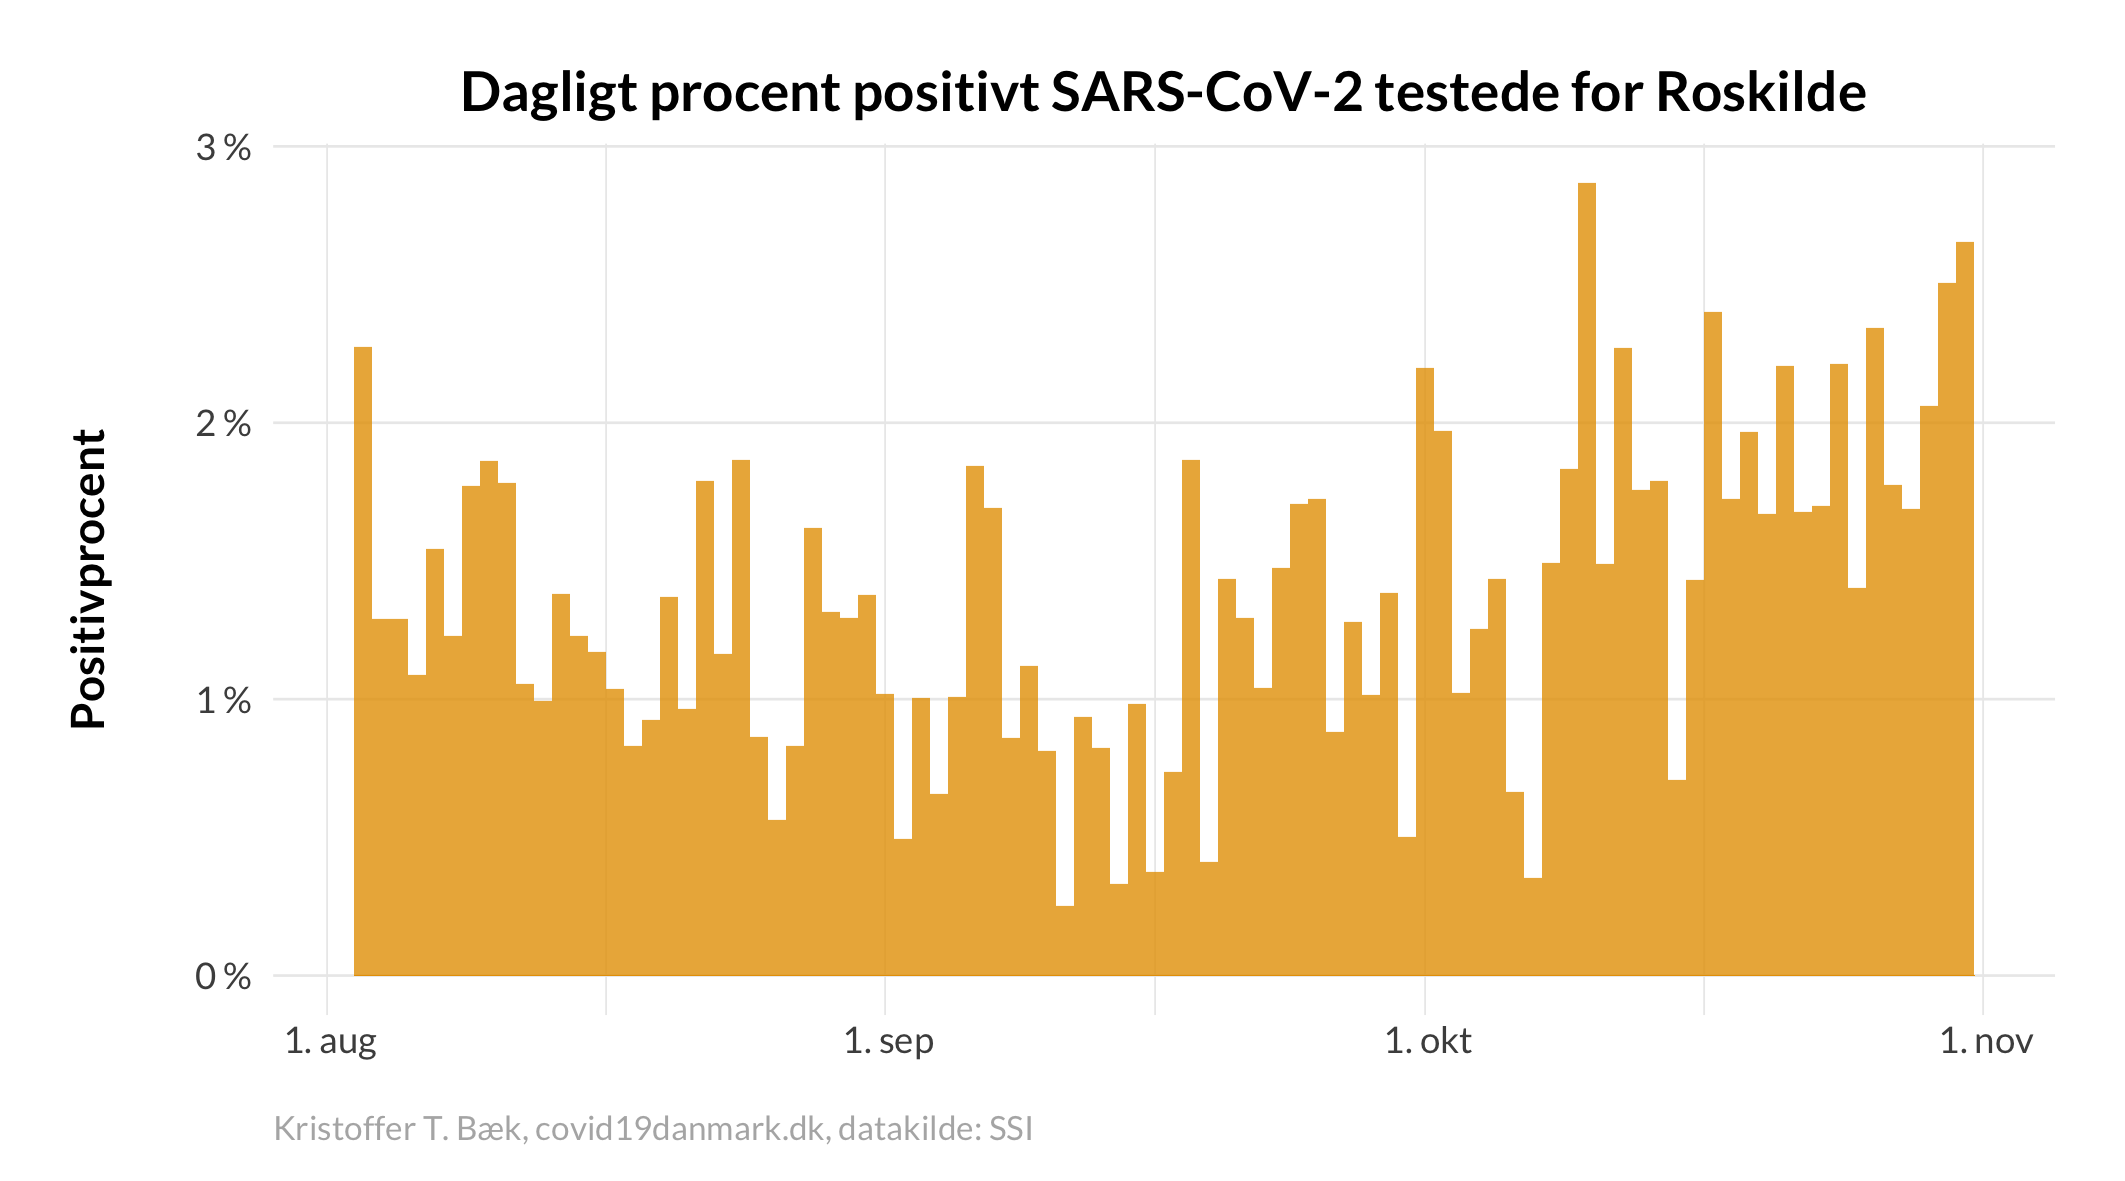 Dagligt procent positivt SARS-CoV-2 testede for Roskilde
Positivprocent
3 %
2 %
1 %
0 %
1. aug
1. sep
1. okt
1. nov
Kristoffer T. Bæk, covid19danmark.dk, datakilde: SSI